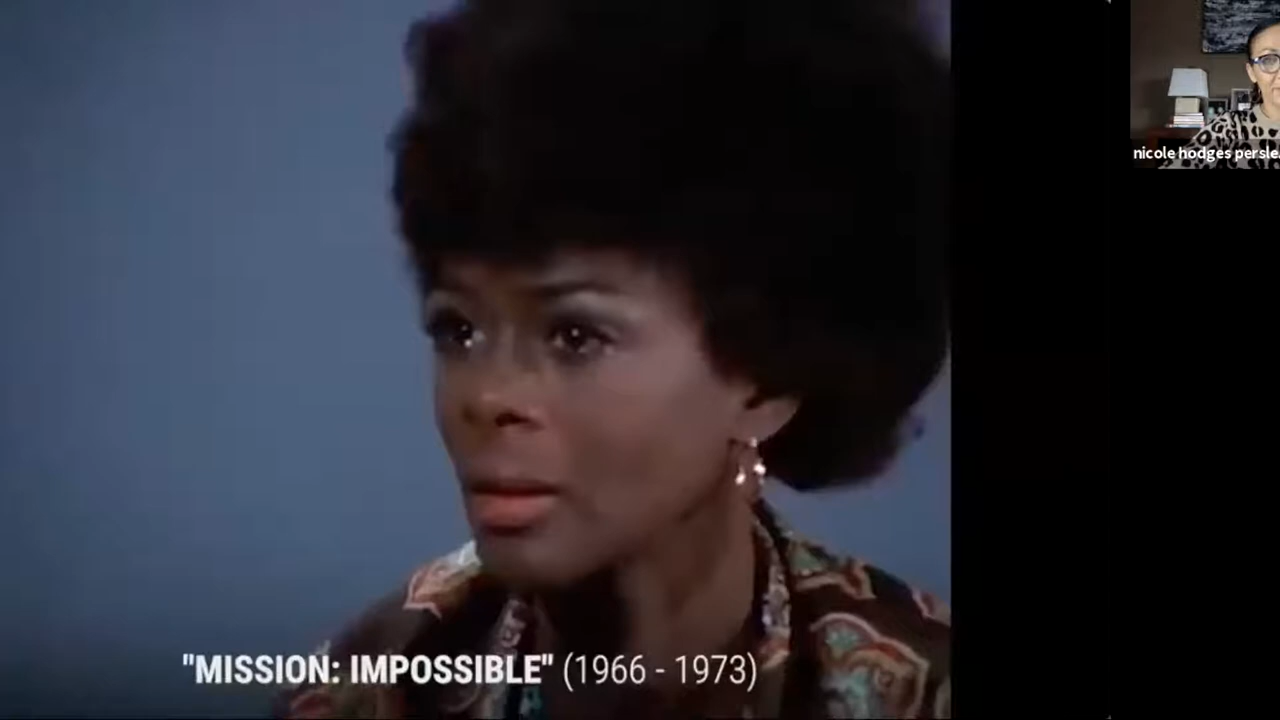 nicole hodges persle
"MISSION: IMPOSSIBLE" (1966 - 1973)